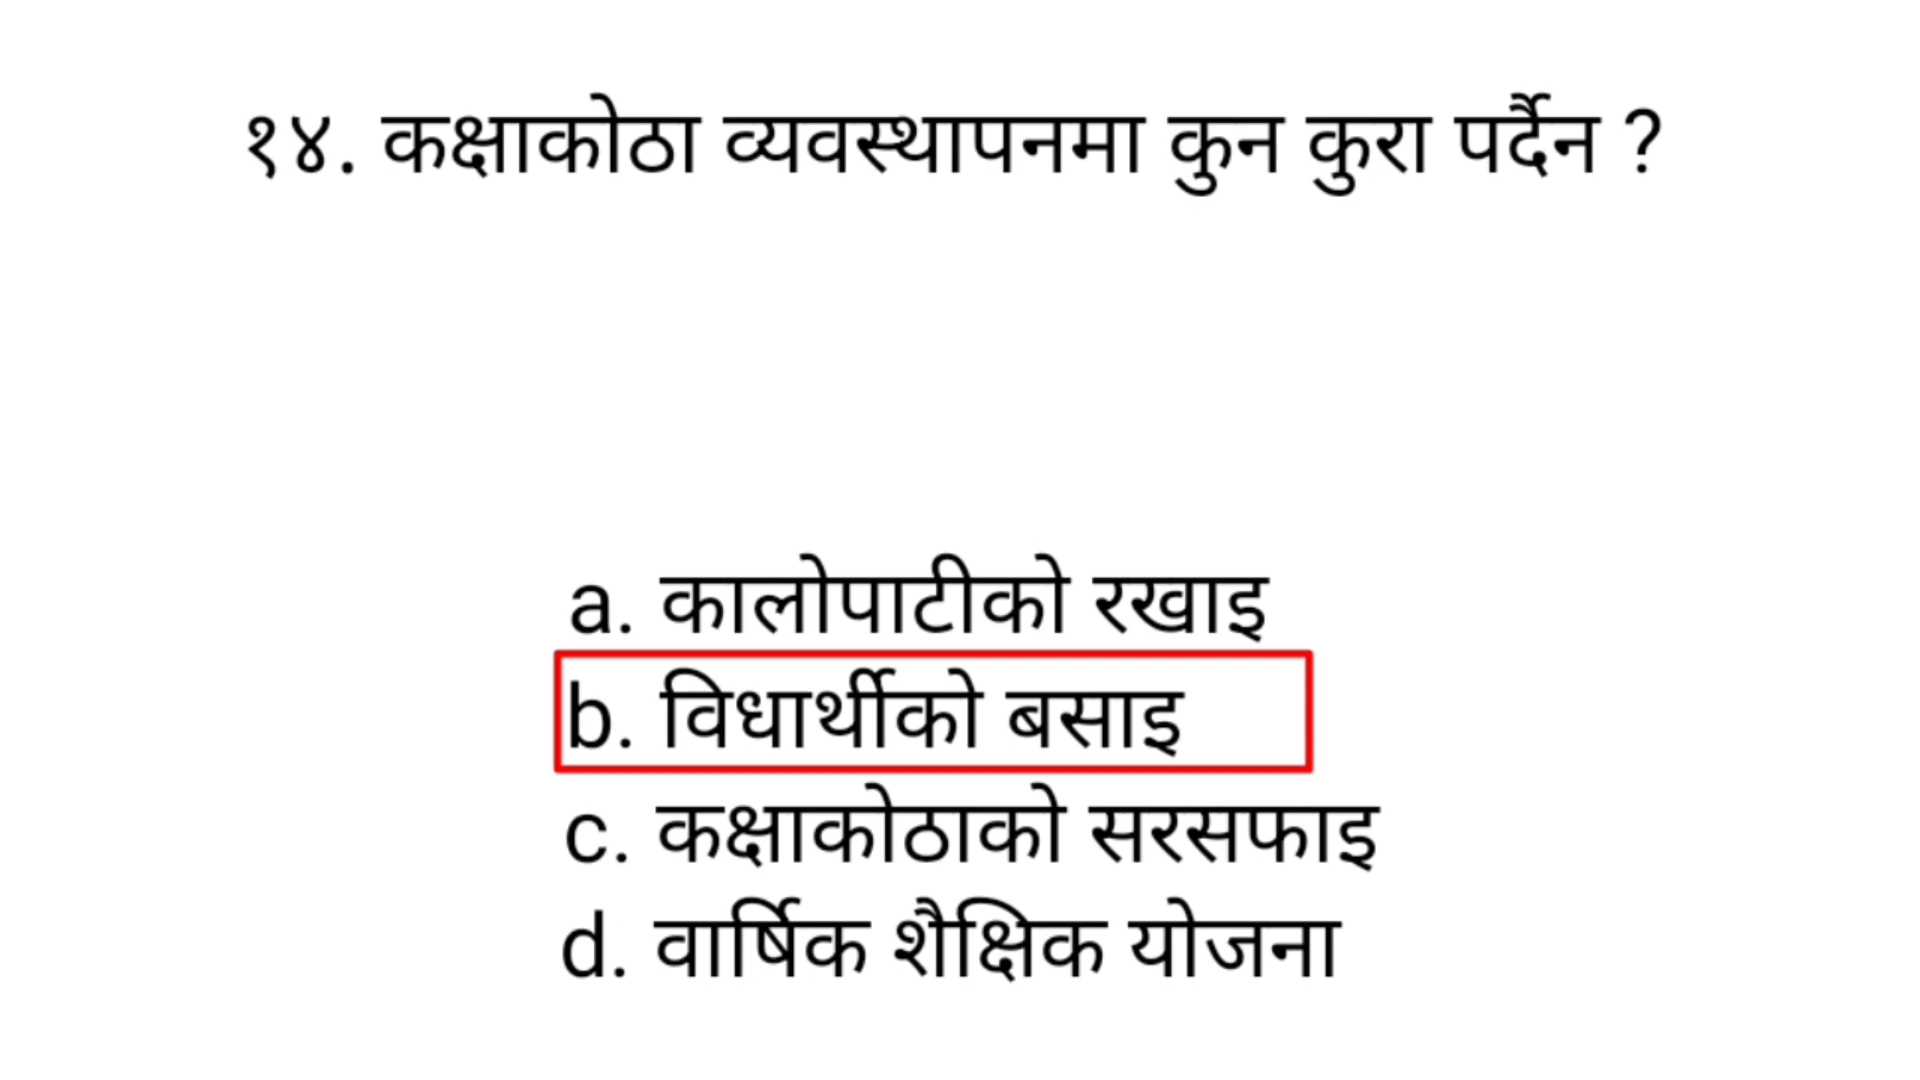 १४. कक्षाकोठा व्यवस्थापनमा कुन कुरा पर्दैन ?
a. कालोपाटीको रखाइ
b. विधार्थीको बसाइ
c. कक्षाकोठाको सरसफाइ
d. वार्षिक शैक्षिक योजना